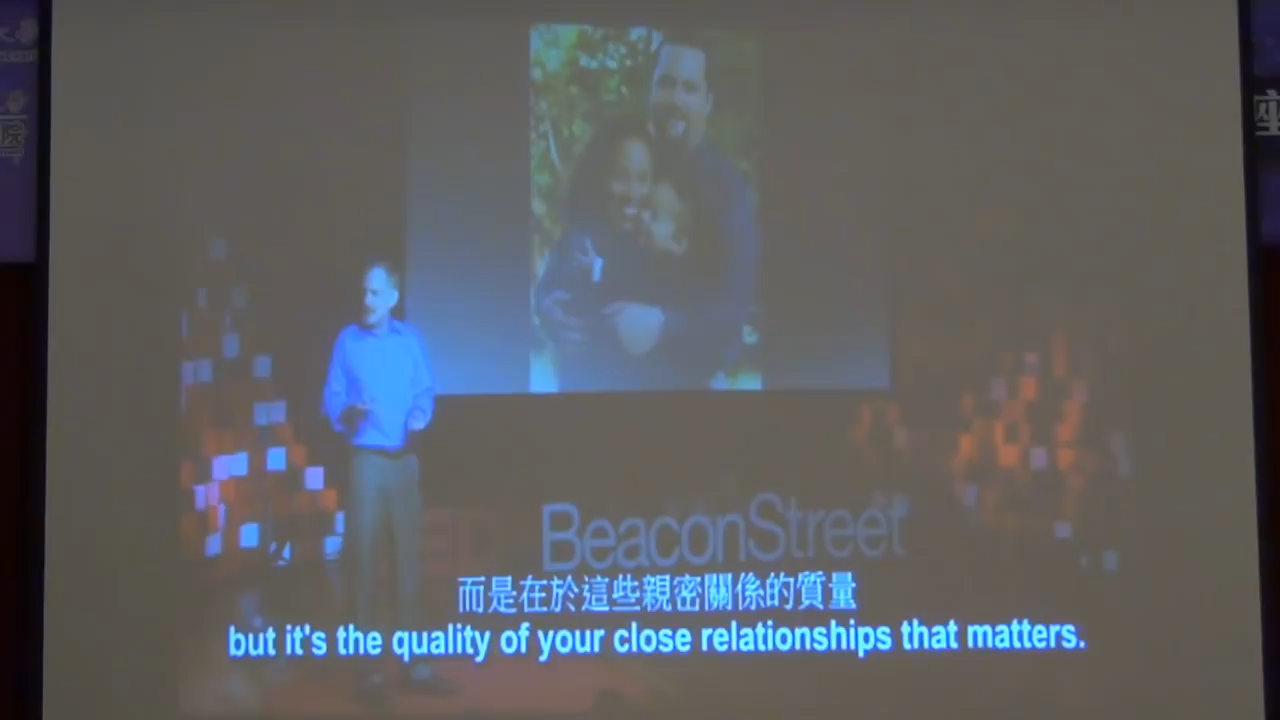 BeaconStreet
而是在於這些親密關係的質量
but it's the quality of your close relationships that matters.
座